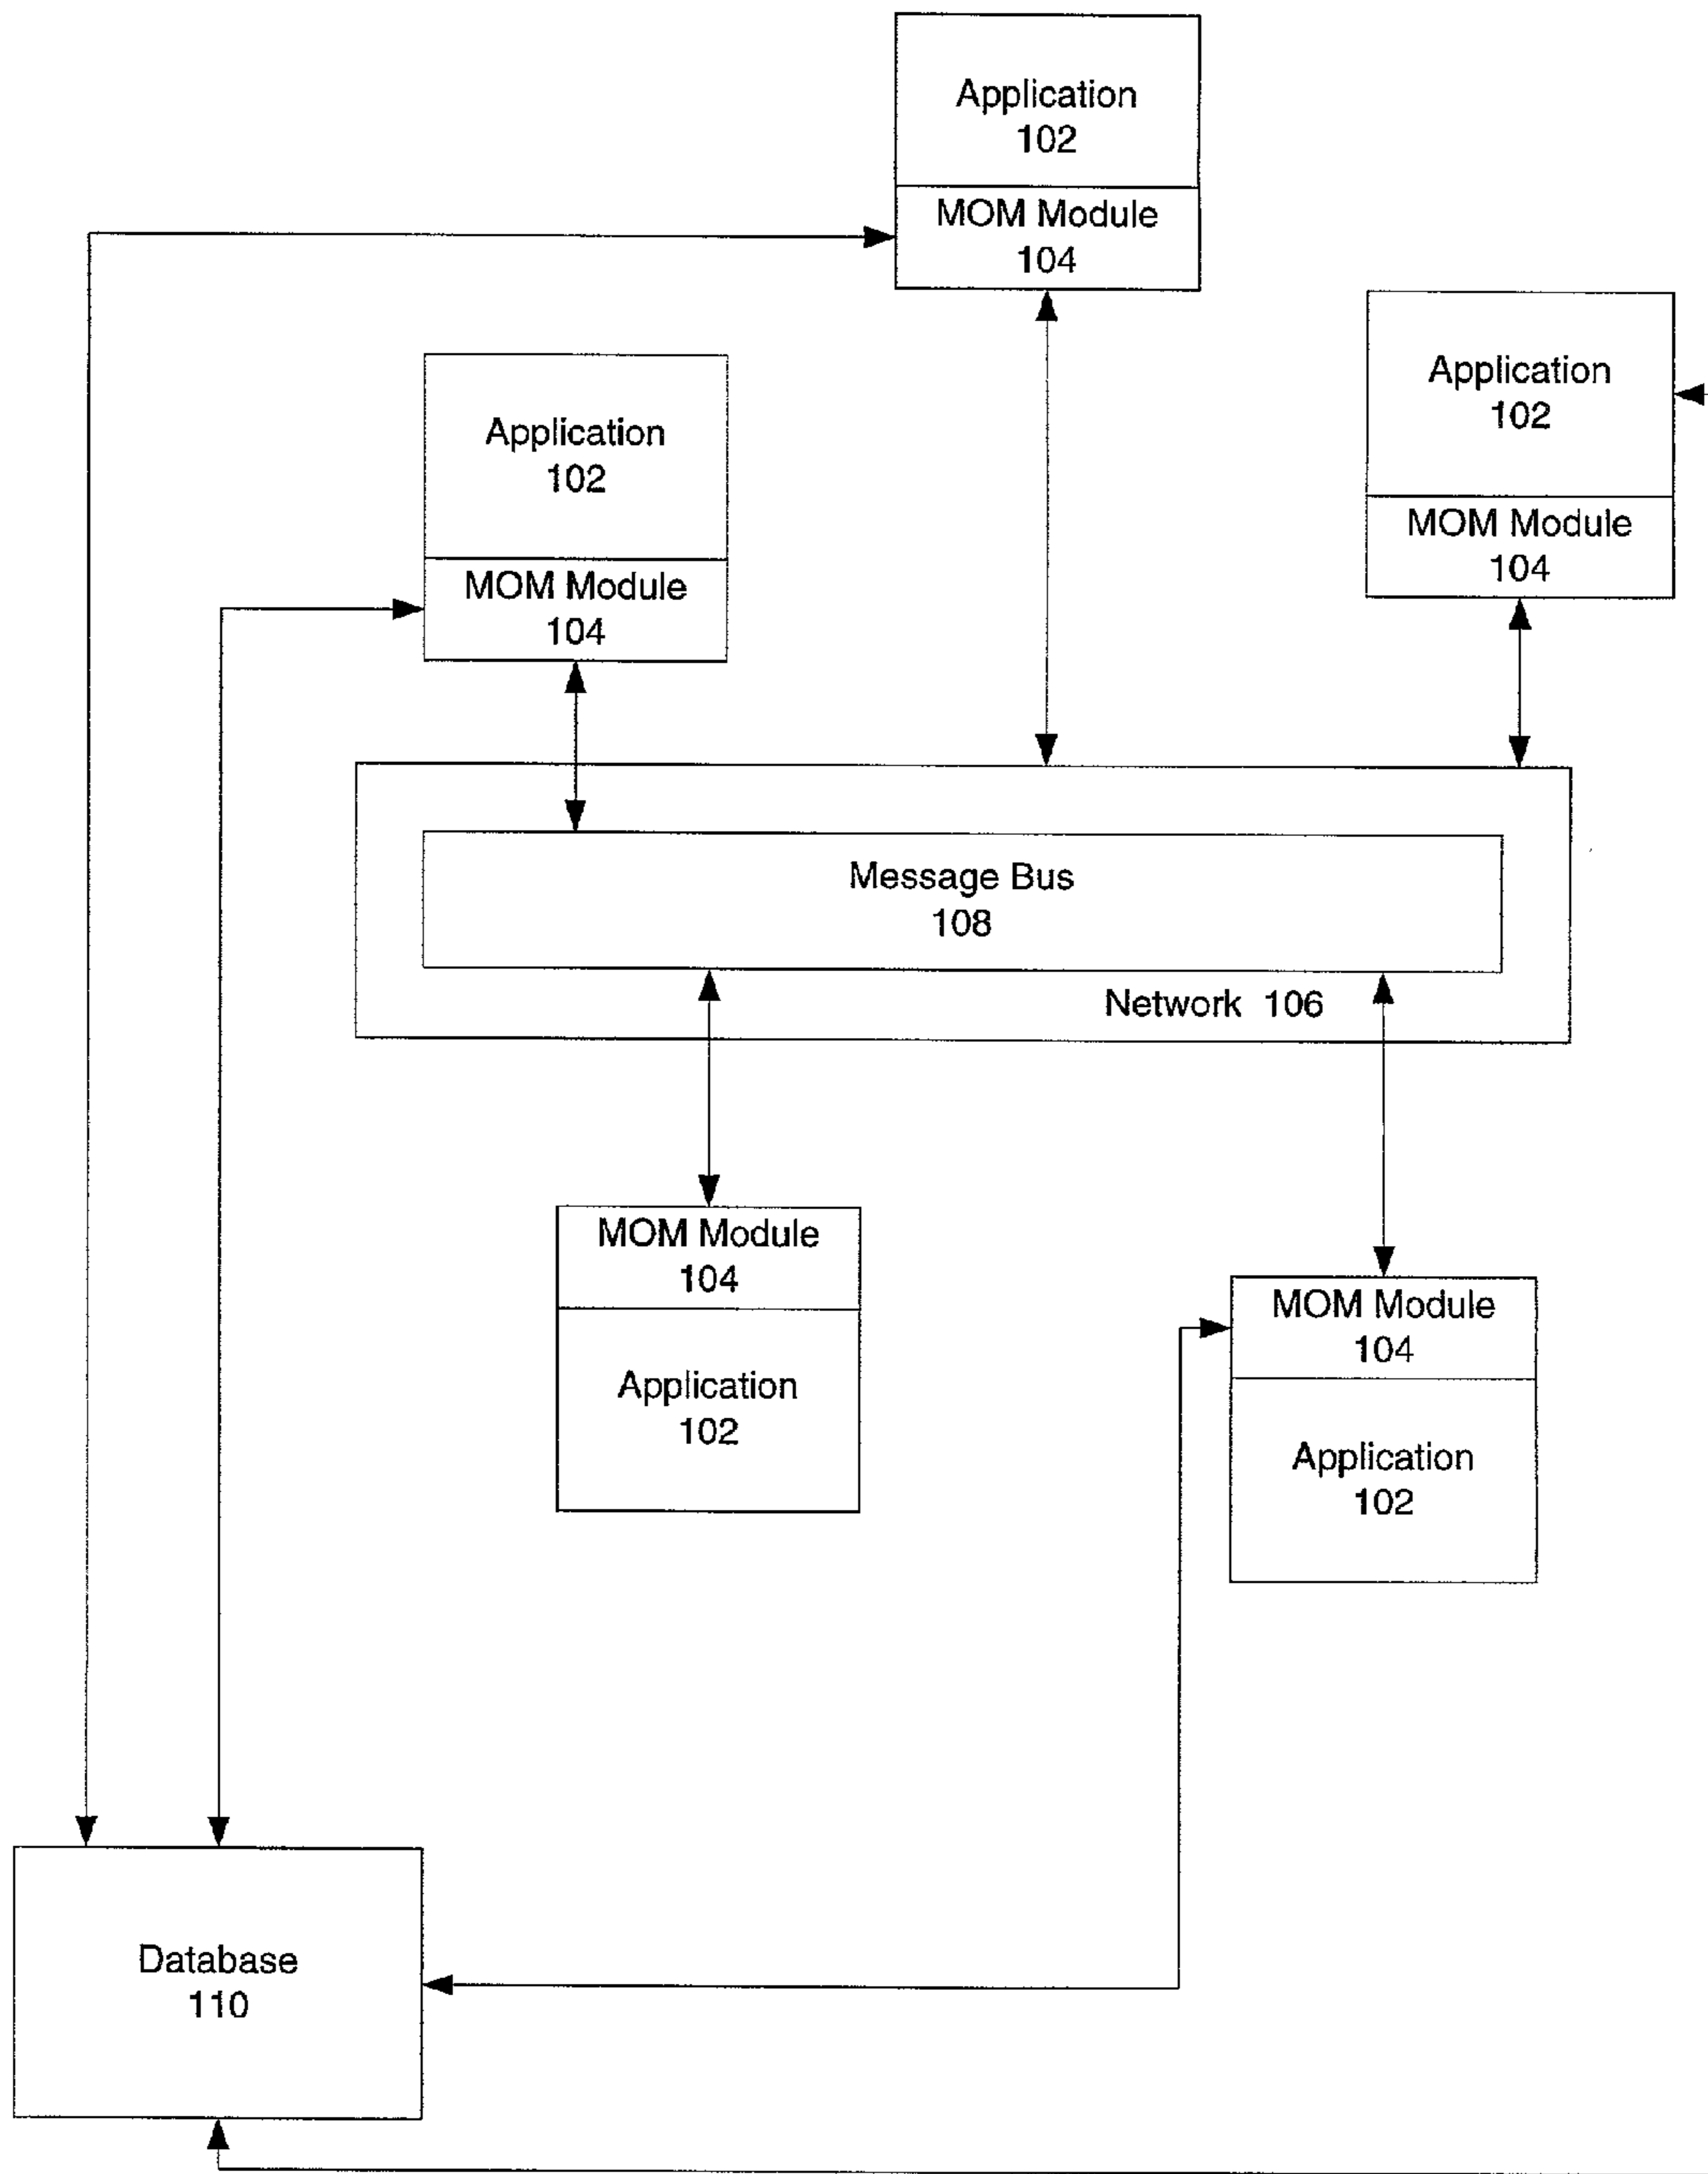 Application
102
MOM Module
104
Application
102
MOM Module
104
Application
102
MOM Module
104
Message Bus
108
Network 106
MOM Module
104
Application
102
MOM Module
104
Application
102
Database
110